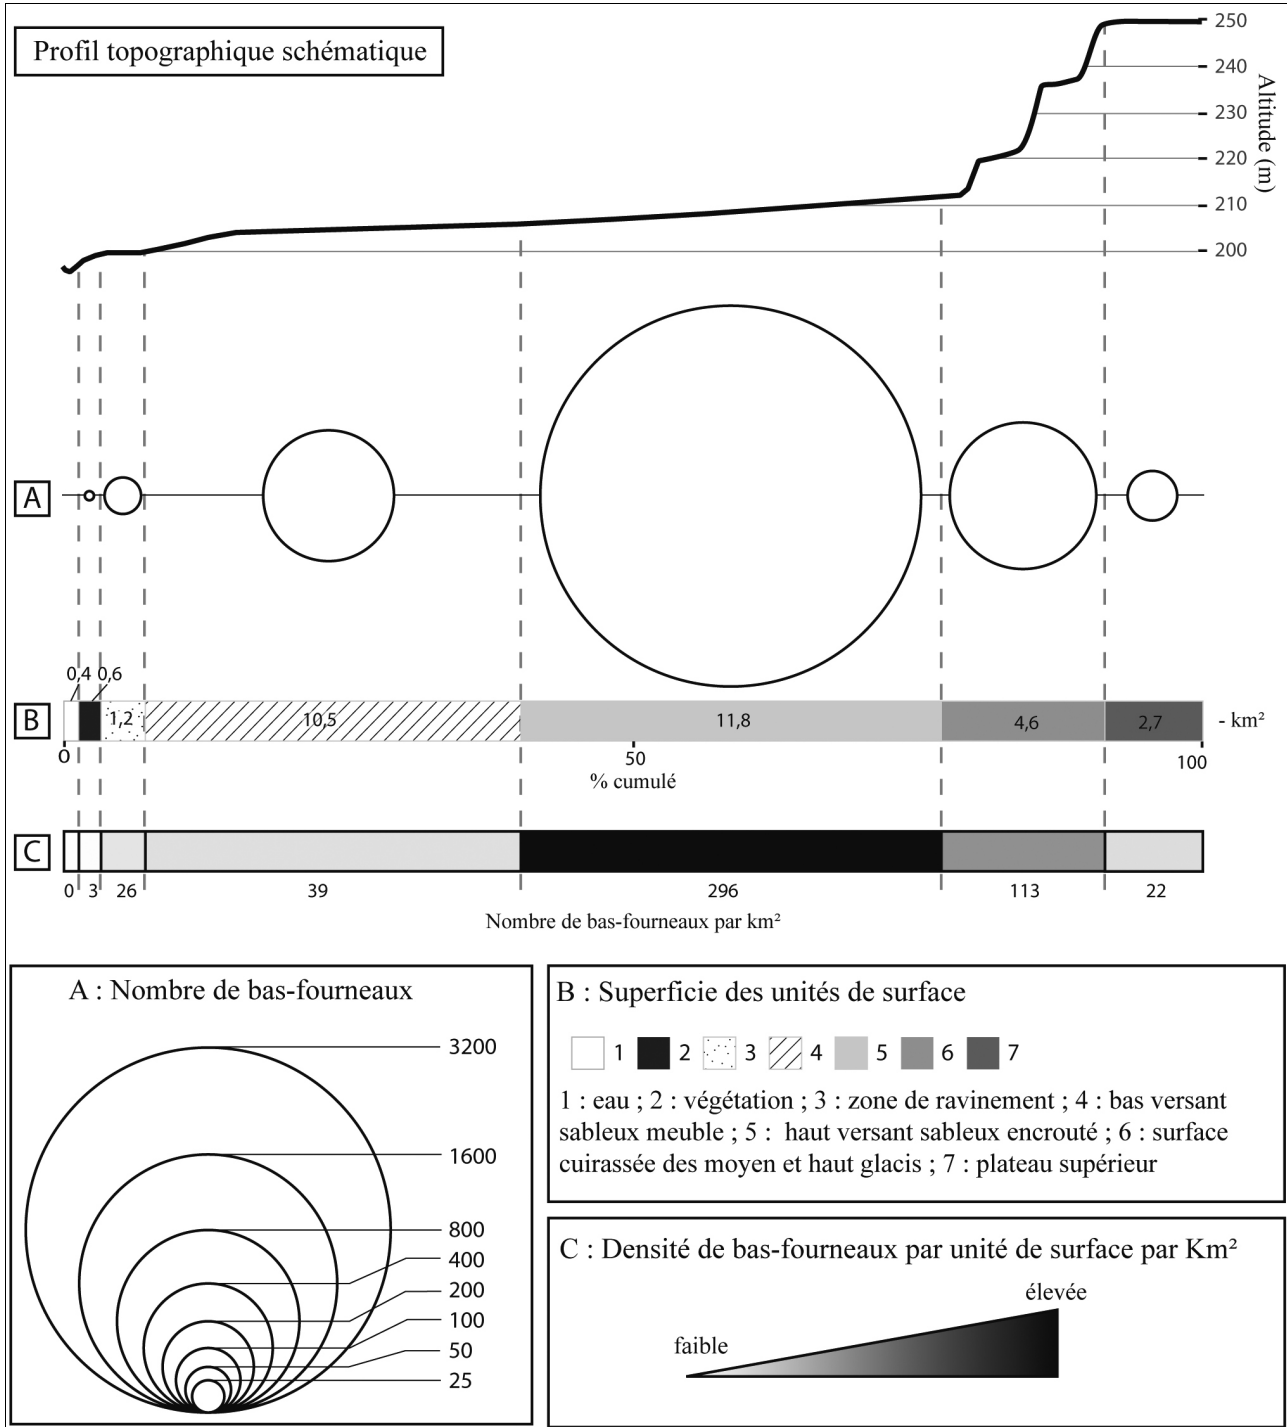 Profil topographique schématique
250
240
230
220
210
200
Altitude (m)
A
0,4
0,6
B
1,2
10,5
11,8
4,6
2,7
- km²
0
50
100
% cumulé
C
0
3
26
39
296
113
22
Nombre de bas-fourneaux par km²
A : Nombre de bas-fourneaux
3200
1600
800
400
200
100
50
25
B : Superficie des unités de surface
1
2
3
4
5
6
7
1 : eau ; 2 : végétation ; 3 : zone de ravinement ; 4 : bas versant
sableux meuble ; 5 : haut versant sableux encrouté ; 6 : surface
cuirassée des moyen et haut glacis ; 7 : plateau supérieur
C : Densité de bas-fourneaux par unité de surface par Km²
élevée
faible